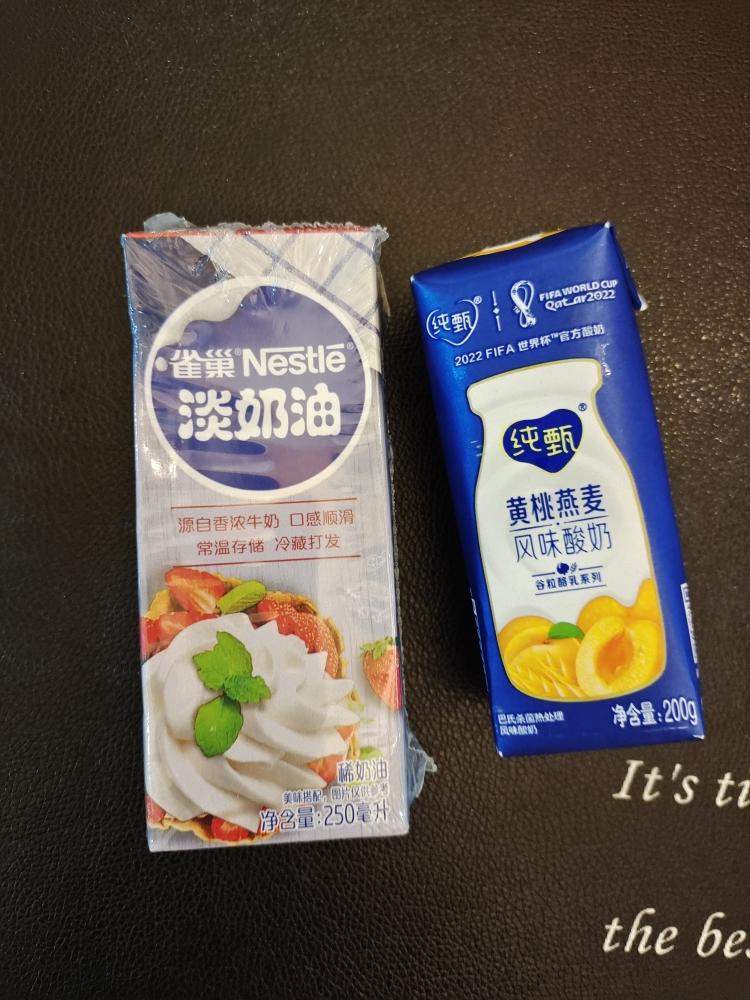 雀巢®Nestlé®
淡奶油
源自香浓牛奶 口感顺滑
常温存储 冷藏打发
稀奶油
美味搭配，图片仅供参考
净含量:250毫升
纯甄®
FIFA WORLD CUP
Qatar2022
2022 FIFA 世界杯™官方酸奶
纯甄®
黄桃燕麦
风味酸奶
谷粒酪乳系列
巴氏杀菌热处理
风味酸奶
净含量:200g
It's
the